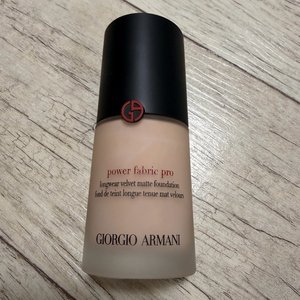 power fabric pro
longwear velvet matte foundation
fond de teint longue tenue mat velours
GIORGIO ARMANI